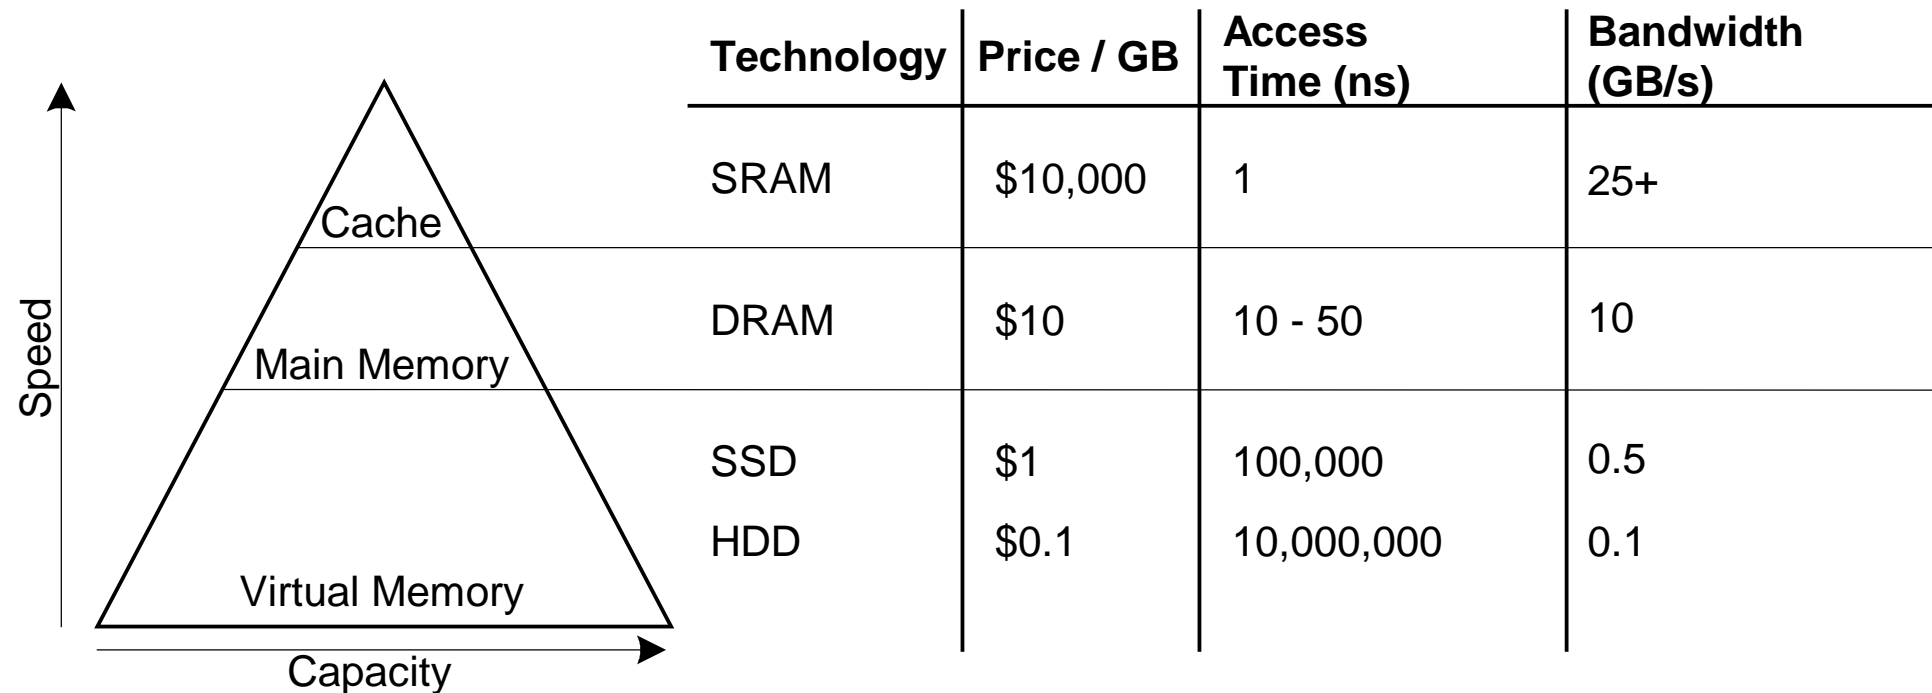 Speed
Cache
Main Memory
Virtual Memory
Capacity
Technology Price / GB Access Time (ns) Bandwidth (GB/s)
SRAM $10,000 1 25+
DRAM $10 10 - 50 10
SSD $1 100,000 0.5
HDD $0.1 10,000,000 0.1